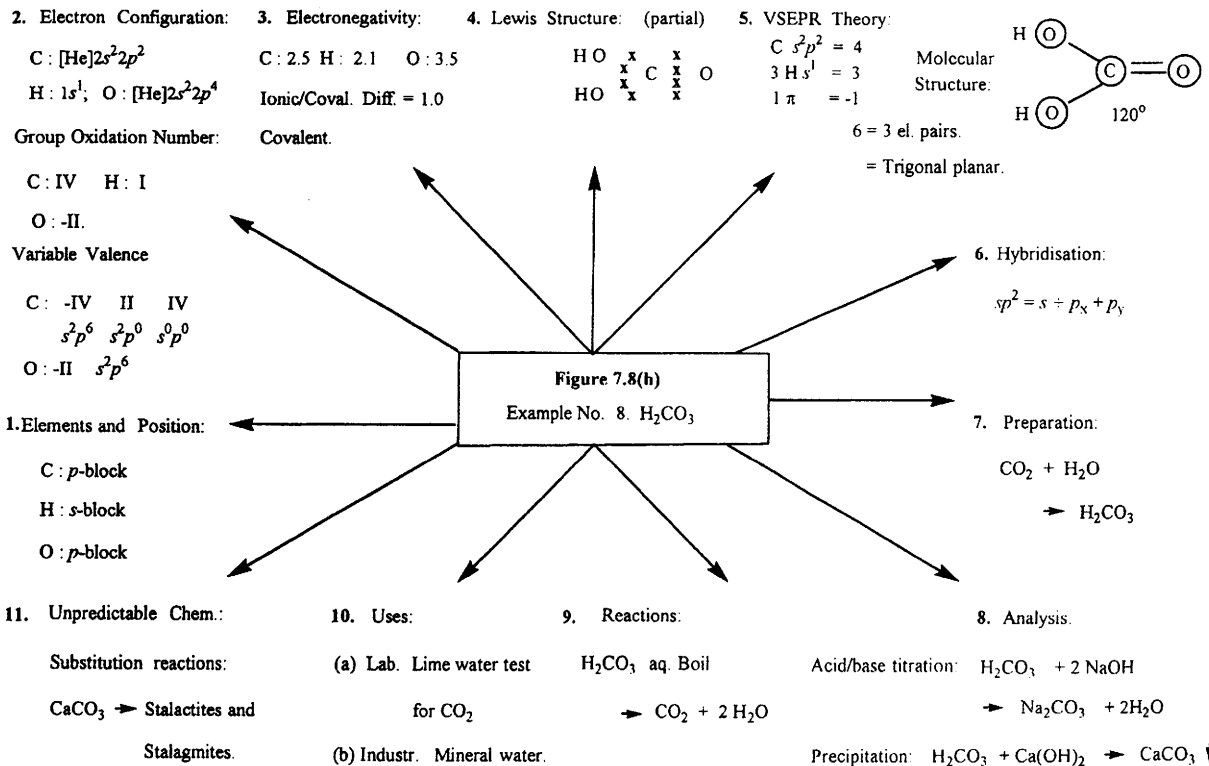 2. Electron Configuration:
C : [He]2s²2p²
H : 1s¹; O : [He]2s²2p⁴
Group Oxidation Number:
C : IV H : I
O : -II.
Variable Valence
C : -IV II IV
s²p⁶ s²p⁰ s⁰p⁰
O : -II s²p⁶
3. Electronegativity:
C : 2.5 H : 2.1 O : 3.5
Ionic/Coval. Diff. = 1.0
Covalent.
4. Lewis Structure: (partial)
HO x x
x x C x x O
HO x x x x
5. VSEPR Theory:
C s²p² = 4
3 H s¹ = 3
1 π = -1
6 = 3 el. pairs.
= Trigonal planar.
Molecular
Structure:
H O
C O
H O 120°
6. Hybridisation:
sp² = s + pₓ + pᵧ
Figure 7.8(h)
Example No. 8. H₂CO₃
1. Elements and Position:
C : p-block
H : s-block
O : p-block
7. Preparation:
CO₂ + H₂O
→ H₂CO₃
11. Unpredictable Chem.:
Substitution reactions:
CaCO₃ → Stalactites and
Stalagmites.
10. Uses:
(a) Lab. Lime water test
for CO₂
(b) Industr. Mineral water.
9. Reactions:
H₂CO₃ aq. Boil
→ CO₂ + 2 H₂O
8. Analysis.
Acid/base titration: H₂CO₃ + 2 NaOH
→ Na₂CO₃ + 2H₂O
Precipitation: H₂CO₃ + Ca(OH)₂ → CaCO₃